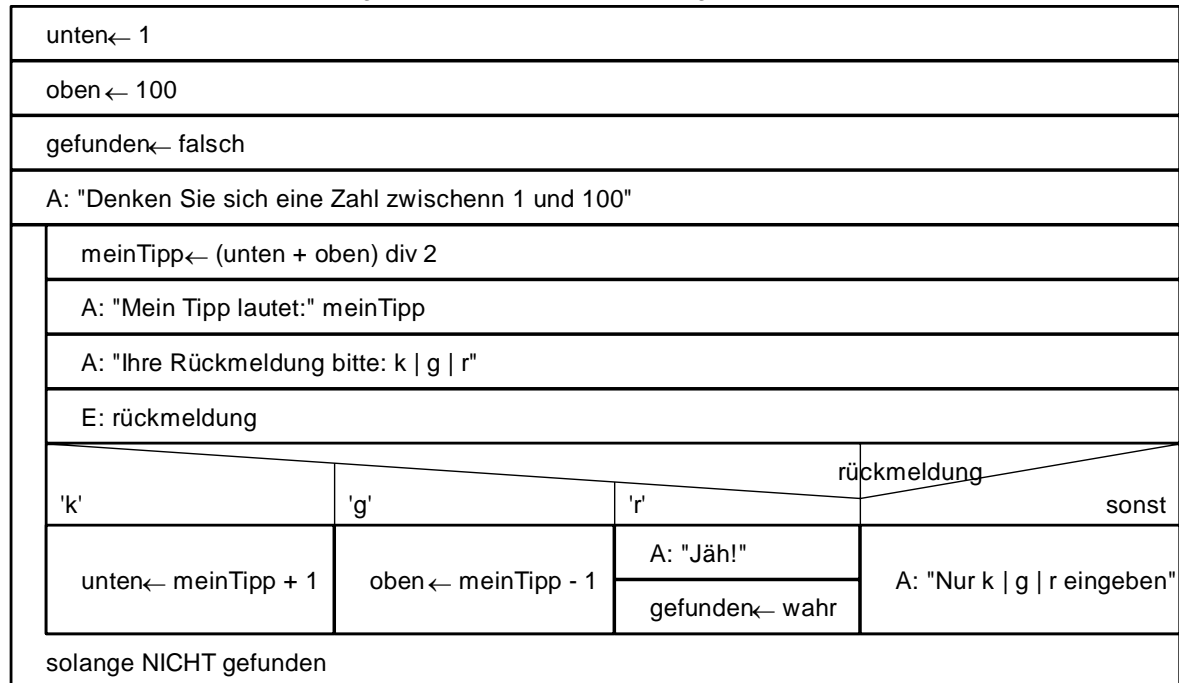 unten← 1
oben ← 100
gefunden← falsch
A: "Denken Sie sich eine Zahl zwischenn 1 und 100"
meinTipp← (unten + oben) div 2
A: "Mein Tipp lautet:" meinTipp
A: "Ihre Rückmeldung bitte: k | g | r"
E: rückmeldung
rückmeldung
'k' 'g' 'r' sonst
unten← meinTipp + 1
oben ← meinTipp - 1
A: "Jäh!"
gefunden← wahr
A: "Nur k | g | r eingeben"
solange NICHT gefunden